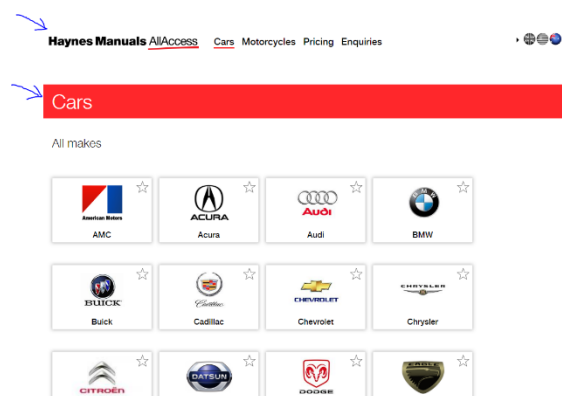 Haynes Manuals AllAccess Cars Motorcycles Pricing Enquiries
Cars
All makes
American Motors
ACURA
Audi
BMW
AMC
Acura
Audi
BMW
BUICK
Cadillac
CHEVROLET
CHRYSLER
Buick
Cadillac
Chevrolet
Chrysler
CITROËN
DATSUN
DODGE
EAGLE